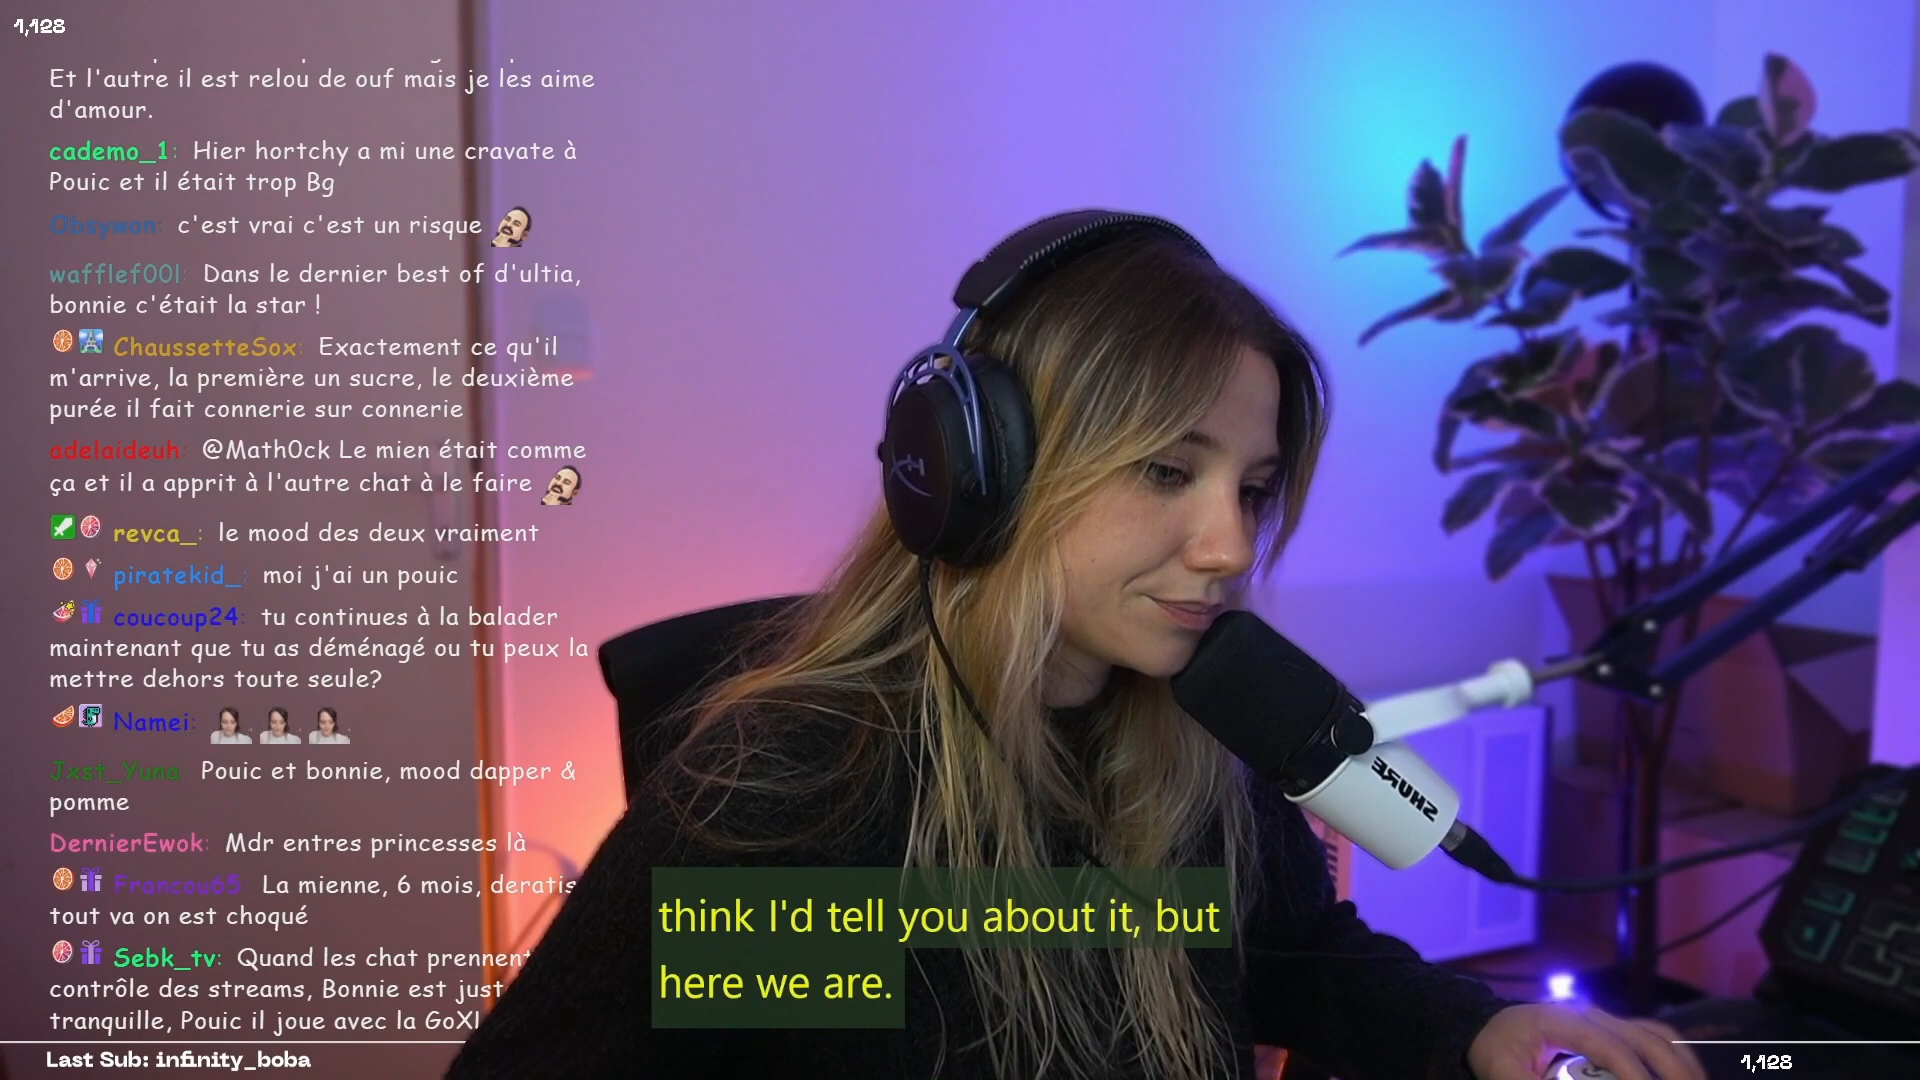 1,128
Et l'autre il est relou de ouf mais je les aime
d'amour.
cademo_1: Hier hortchy a mi une cravate à
Pouic et il était trop Bg
Obsywan: c'est vrai c'est un risque
wafflef00l: Dans le dernier best of d'ultia,
bonnie c'était la star !
ChaussetteSox: Exactement ce qu'il
m'arrive, la première un sucre, le deuxième
purée il fait connerie sur connerie
adelaideuh: @Math0ck Le mien était comme
ça et il a apprit à l'autre chat à le faire
revca_: le mood des deux vraiment
piratekid_: moi j'ai un pouic
coucoup24: tu continues à la balader
maintenant que tu as déménagé ou tu peux la
mettre dehors toute seule?
Namei:
Jxst_Yuna: Pouic et bonnie, mood dapper &
pomme
DernierEwok: Mdr entres princesses là
Francou65: La mienne, 6 mois, deratis
tout va on est choqué
Sebk_tv: Quand les chat prennent
contrôle des streams, Bonnie est just
tranquille, Pouic il joue avec la GoXl
Last Sub: infinity_boba
think I'd tell you about it, but
here we are.
SHURE
1,128